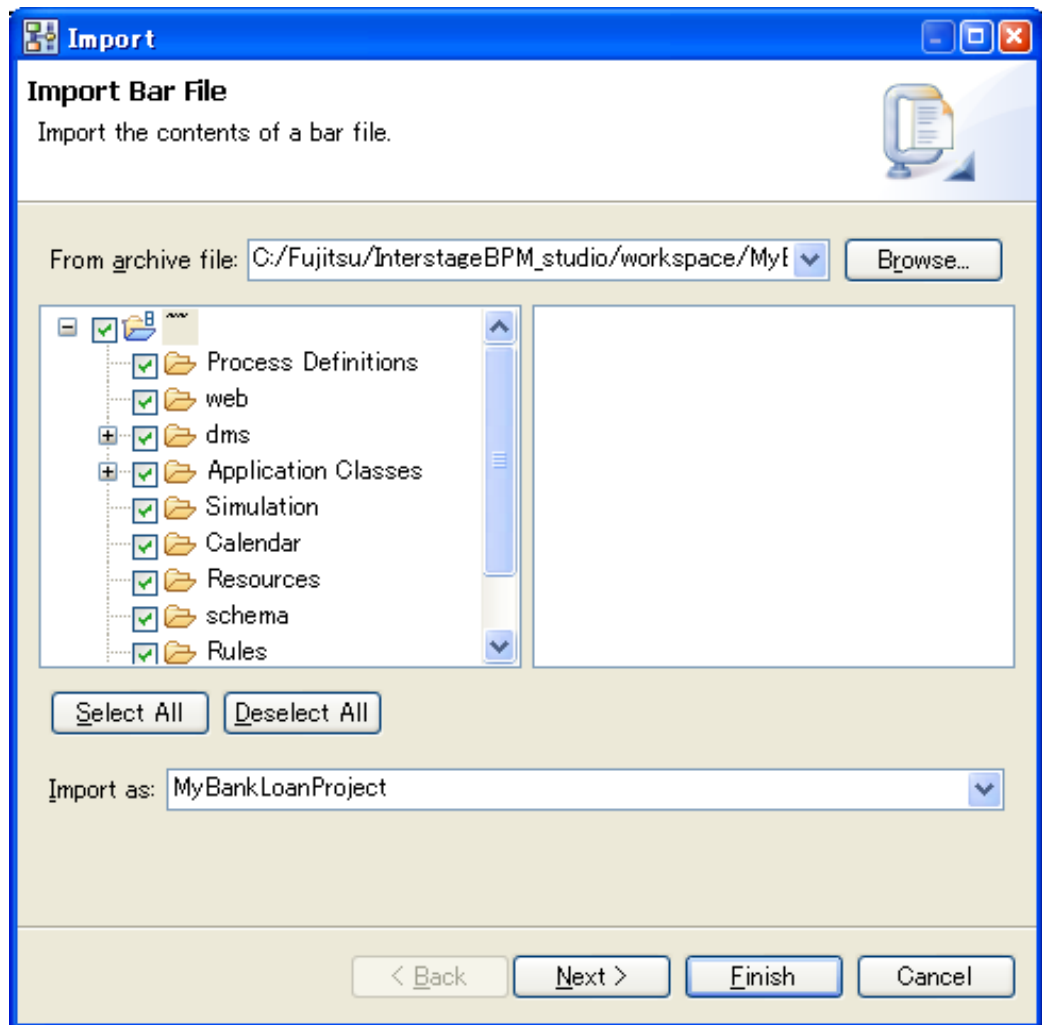 Import
Import Bar File
Import the contents of a bar file.
From archive file: C:/Fujitsu/InterstageBPM_studio/workspace/My Browse...
Process Definitions
web
dms
Application Classes
Simulation
Calendar
Resources
schema
Rules
Select All Deselect All
Import as: MyBankLoanProject
< Back Next > Finish Cancel